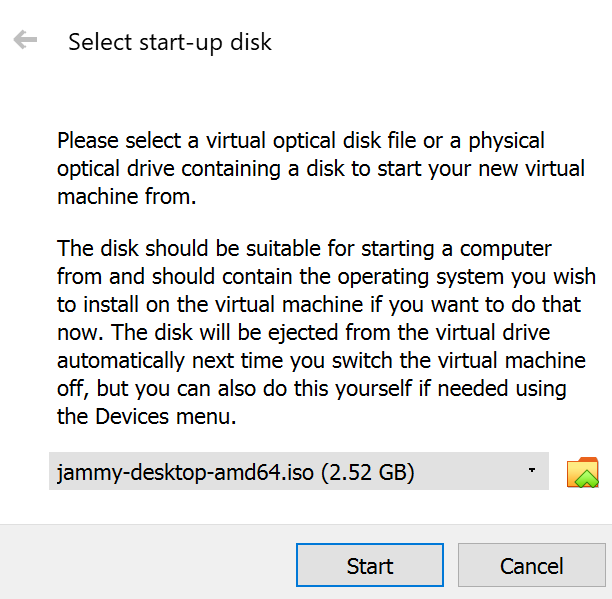 Select start-up disk
Please select a virtual optical disk file or a physical
optical drive containing a disk to start your new virtual
machine from.
The disk should be suitable for starting a computer
from and should contain the operating system you wish
to install on the virtual machine if you want to do that
now. The disk will be ejected from the virtual drive
automatically next time you switch the virtual machine
off, but you can also do this yourself if needed using
the Devices menu.
jammy-desktop-amd64.iso (2.52 GB)
Start
Cancel